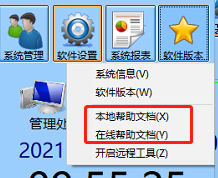 系统管理 软件设置 系统报表 软件版本
系统信息(V)
软件版本(W)
本地帮助文档(X)
管理处
在线帮助文档(Y)
2021
开启远程工具(Z)